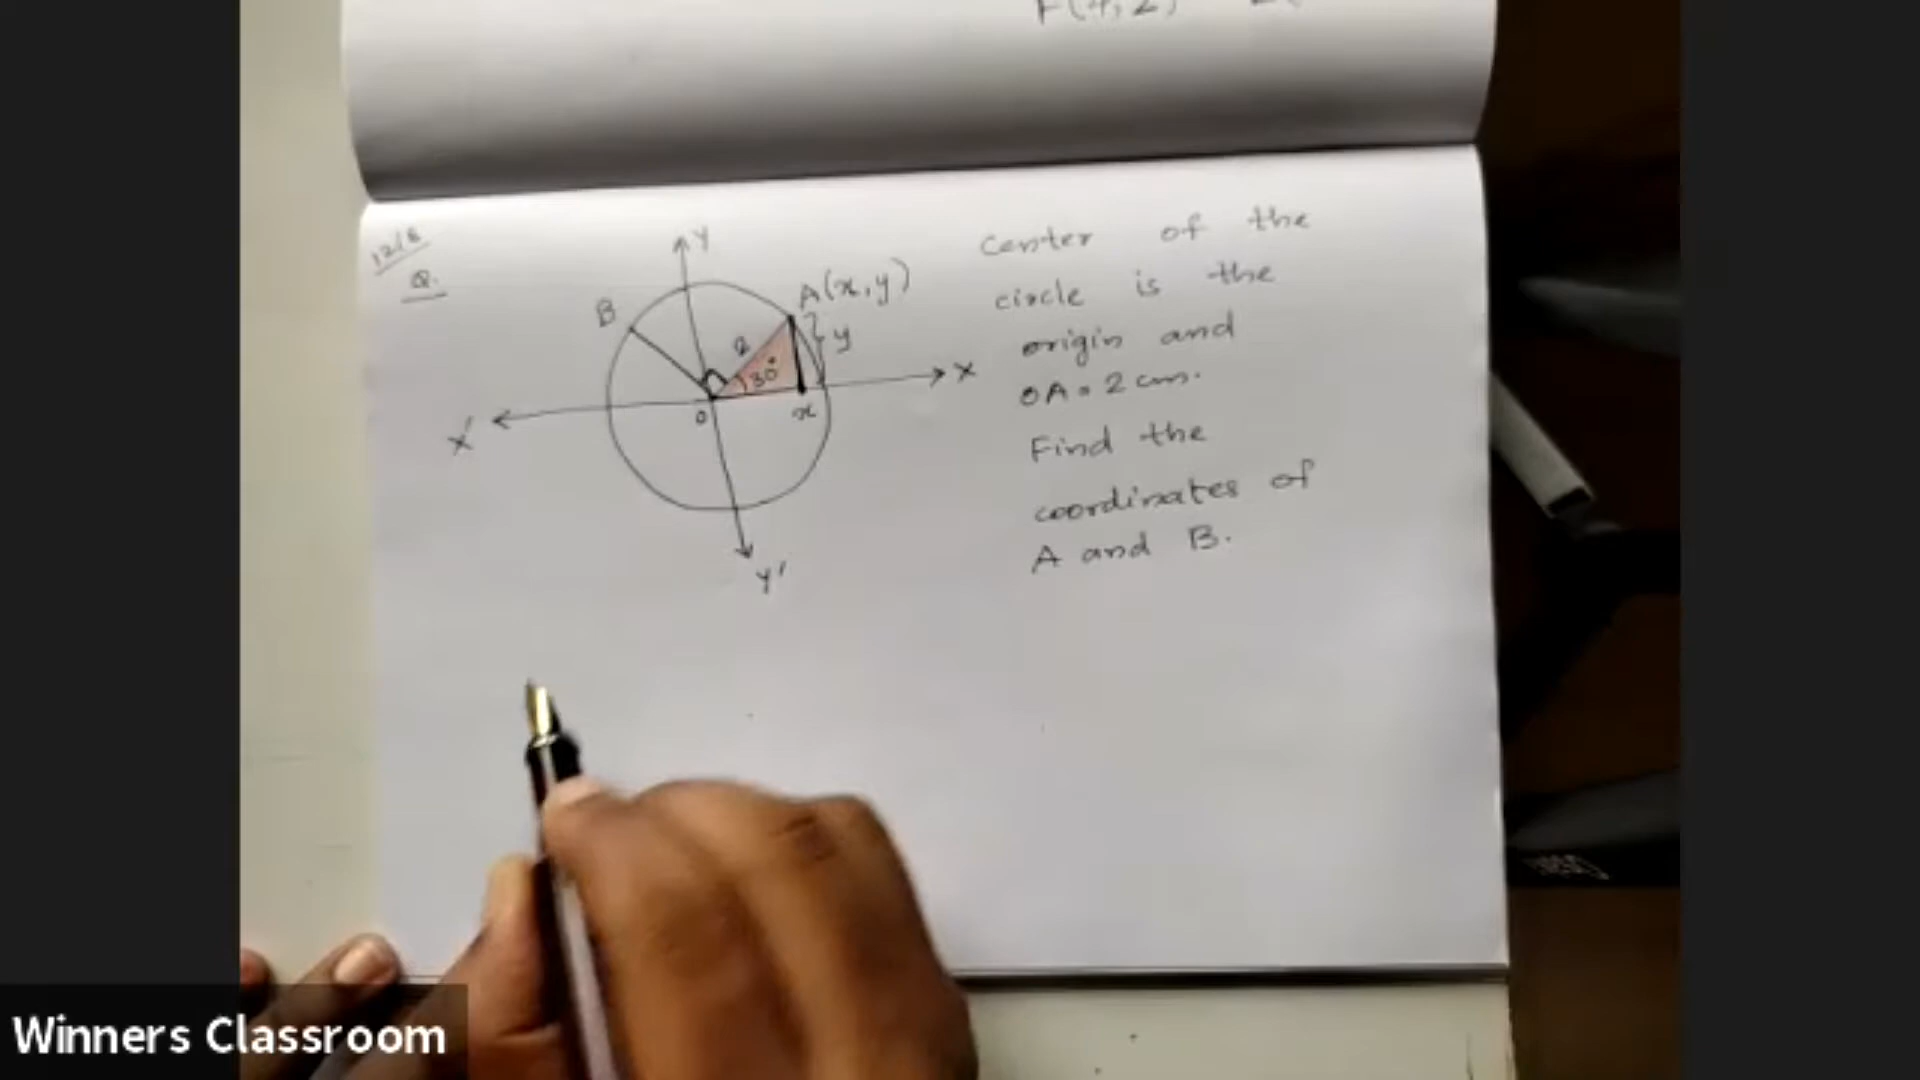 12/8
Q.
Y
A(x,y)
B
2
y
30°
X
O
x
X'
Y'
Center of the
circle is the
origin and
OA = 2 cm.
Find the
coordinates of
A and B.
Winners Classroom